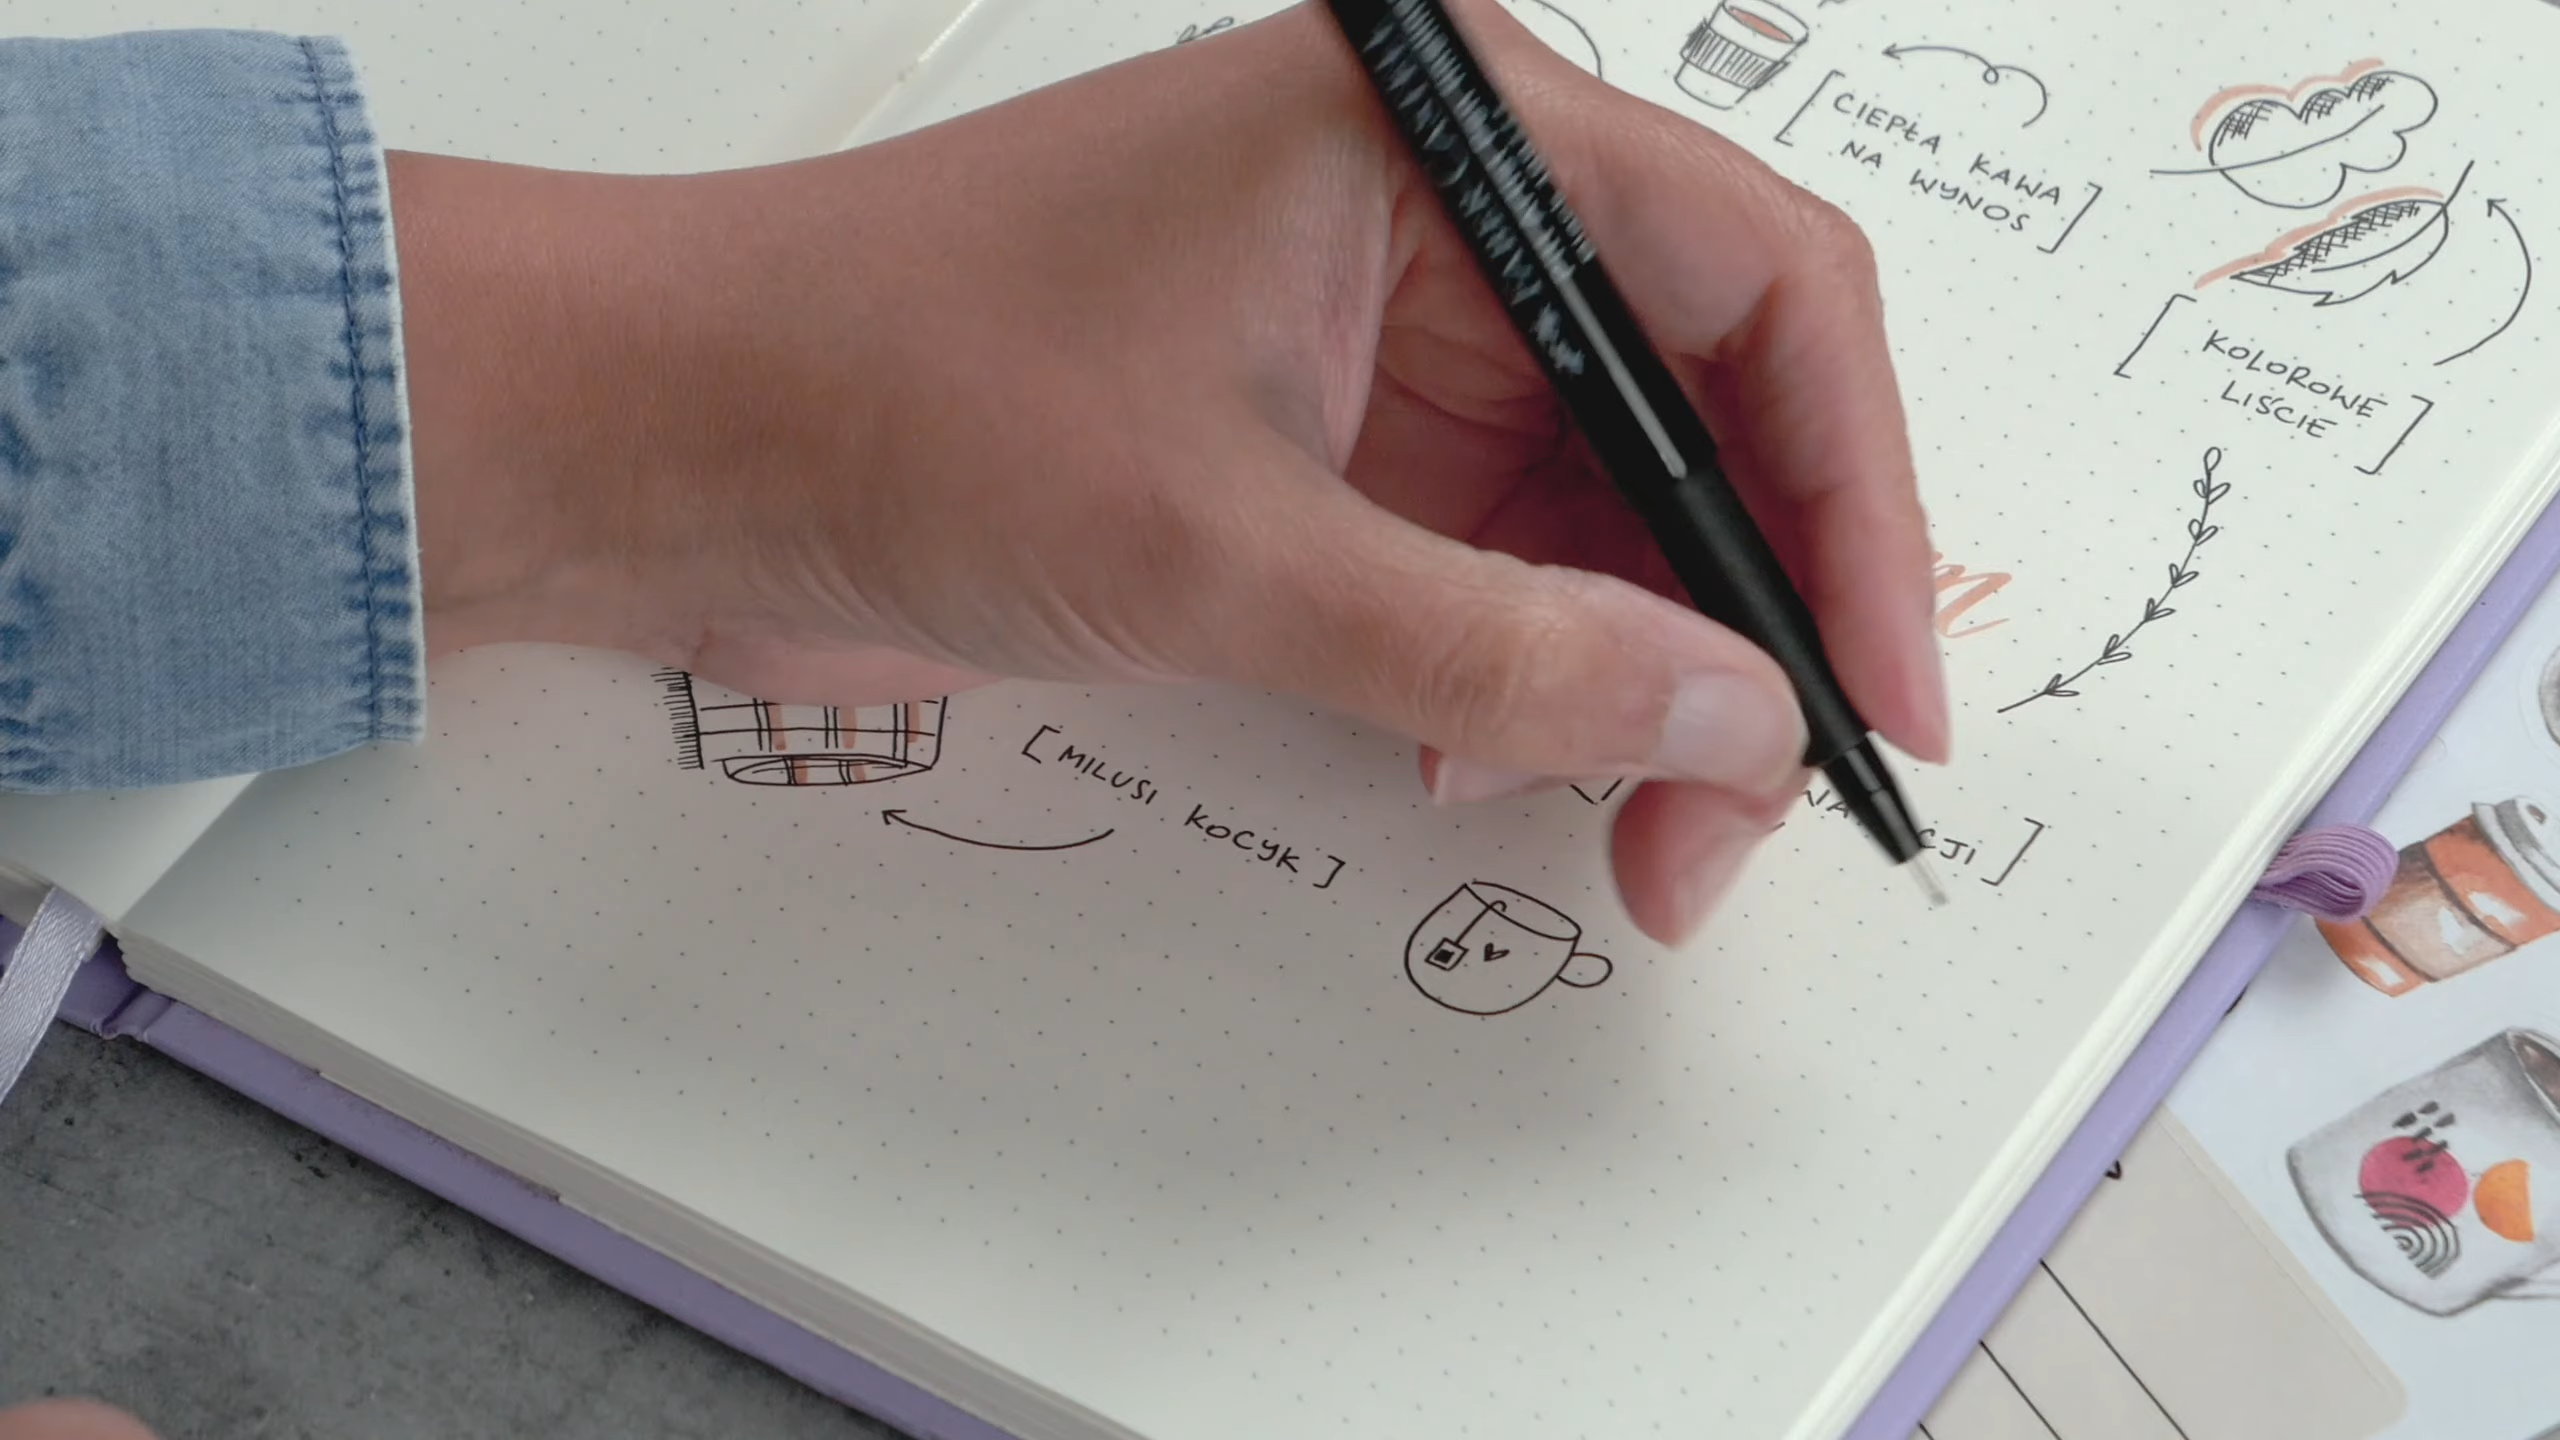 [CIEPŁA KAWA
NA WYNOS]
[KOLOROWE
LIŚCIE]
[MILUSI KOCYK]